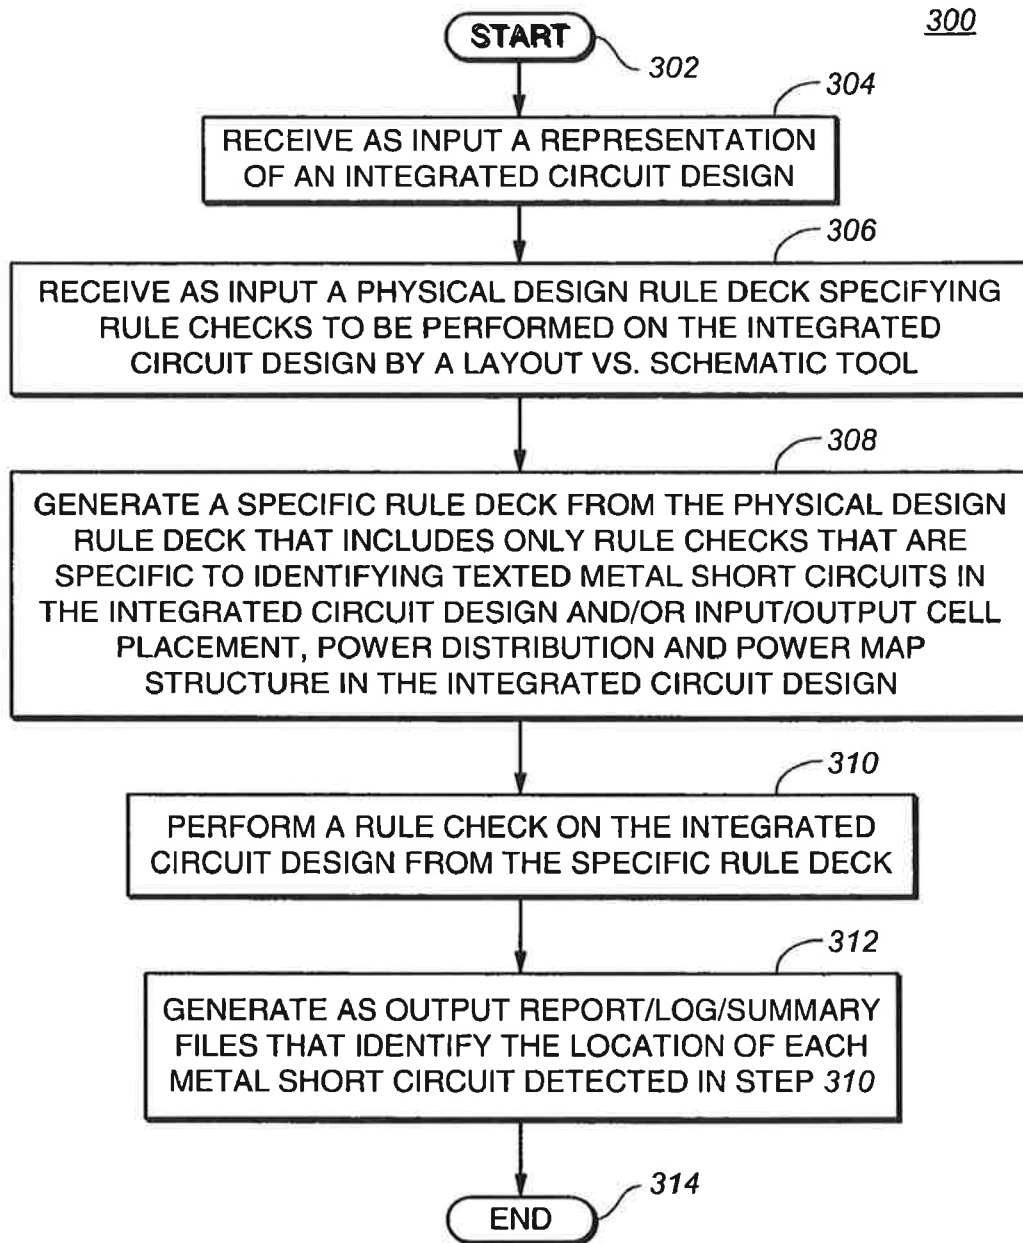 300
START
302
304
RECEIVE AS INPUT A REPRESENTATION
OF AN INTEGRATED CIRCUIT DESIGN
306
RECEIVE AS INPUT A PHYSICAL DESIGN RULE DECK SPECIFYING
RULE CHECKS TO BE PERFORMED ON THE INTEGRATED
CIRCUIT DESIGN BY A LAYOUT VS. SCHEMATIC TOOL
308
GENERATE A SPECIFIC RULE DECK FROM THE PHYSICAL DESIGN
RULE DECK THAT INCLUDES ONLY RULE CHECKS THAT ARE
SPECIFIC TO IDENTIFYING TEXTED METAL SHORT CIRCUITS IN
THE INTEGRATED CIRCUIT DESIGN AND/OR INPUT/OUTPUT CELL
PLACEMENT, POWER DISTRIBUTION AND POWER MAP
STRUCTURE IN THE INTEGRATED CIRCUIT DESIGN
310
PERFORM A RULE CHECK ON THE INTEGRATED
CIRCUIT DESIGN FROM THE SPECIFIC RULE DECK
312
GENERATE AS OUTPUT REPORT/LOG/SUMMARY
FILES THAT IDENTIFY THE LOCATION OF EACH
METAL SHORT CIRCUIT DETECTED IN STEP 310
314
END